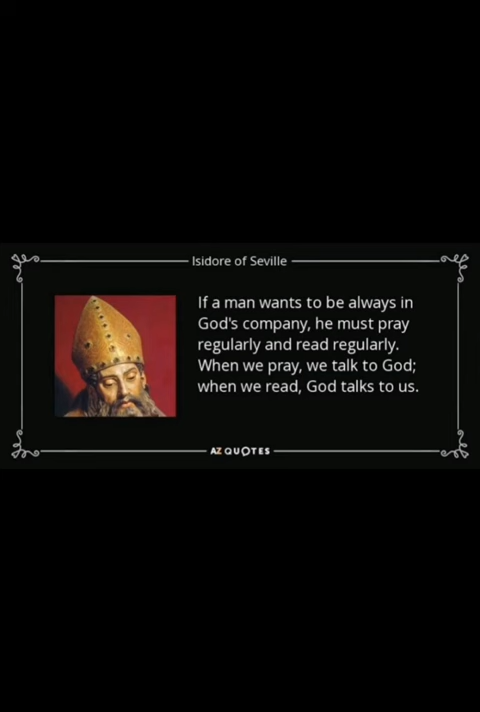 Isidore of Seville
If a man wants to be always in
God's company, he must pray
regularly and read regularly.
When we pray, we talk to God;
when we read, God talks to us.
AZ QUOTES